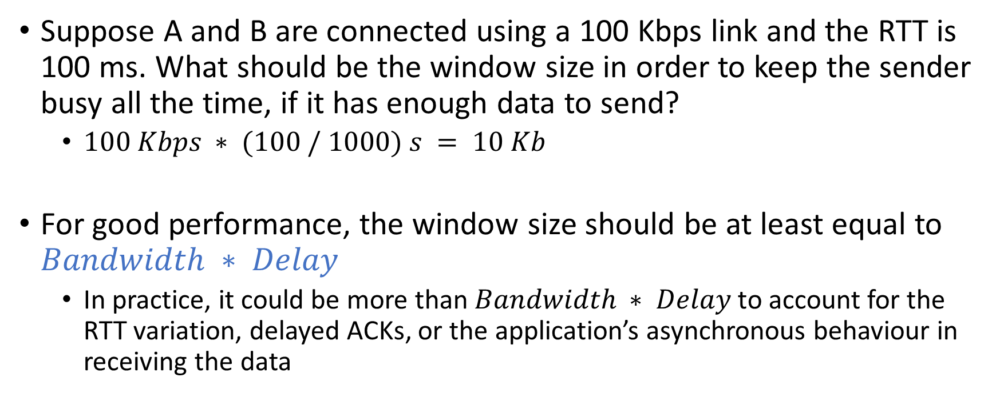 • Suppose A and B are connected using a 100 Kbps link and the RTT is
100 ms. What should be the window size in order to keep the sender
busy all the time, if it has enough data to send?
• 100 Kbps ∗ (100 / 1000) s = 10 Kb
• For good performance, the window size should be at least equal to
Bandwidth ∗ Delay
• In practice, it could be more than Bandwidth ∗ Delay to account for the
RTT variation, delayed ACKs, or the application’s asynchronous behaviour in
receiving the data